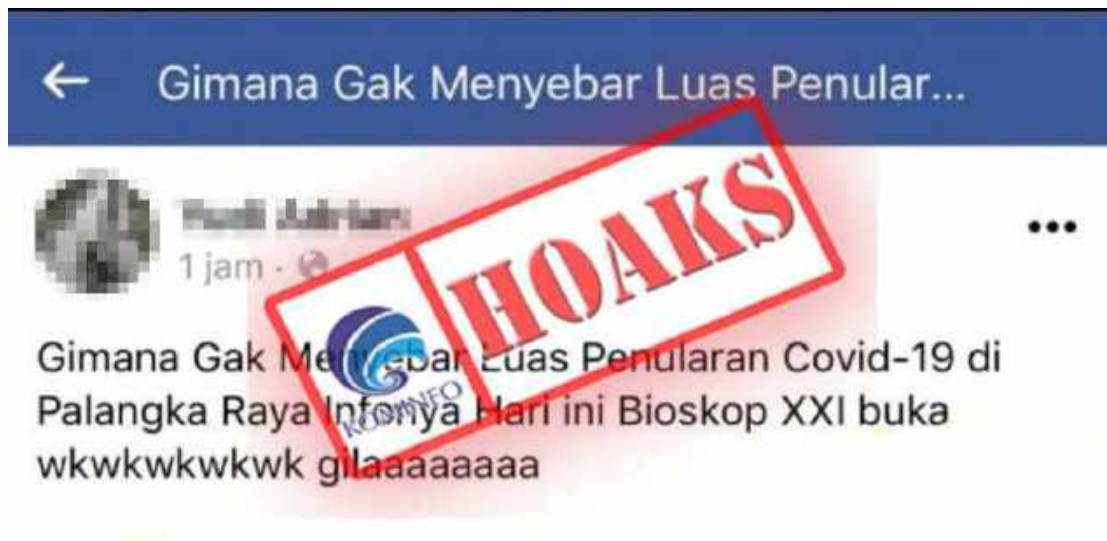 Gimana Gak Menyebar Luas Penular...
1 jam
HOAKS
KOMINFO
Gimana Gak Menyebar Luas Penularan Covid-19 di
Palangka Raya Infonya Hari ini Bioskop XXI buka
wkwkwkwkwk gilaaaaaaaa